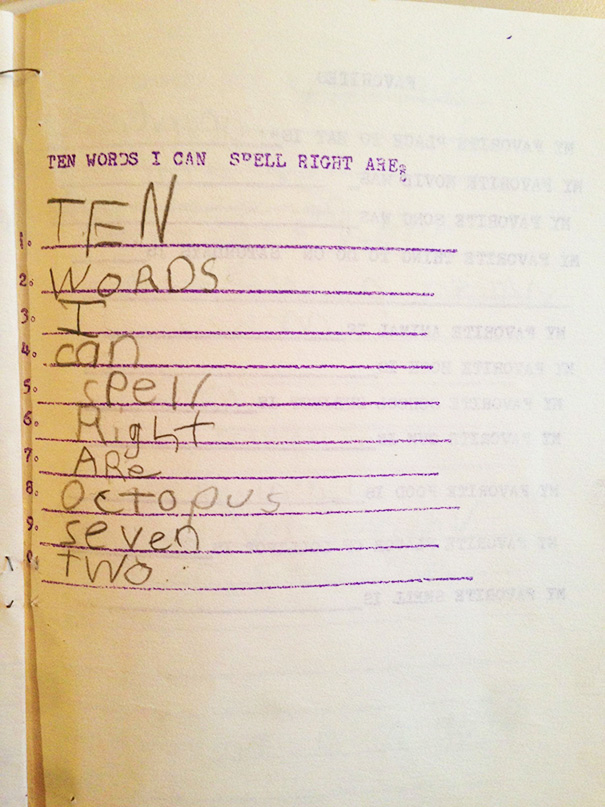 TEN WORDS I CAN SPELL RIGHT ARE:
1. TEN
2. WORDS
3. I
4. can
5. spell
6. Right
7. ARe
8. Octopus
9. seven
two